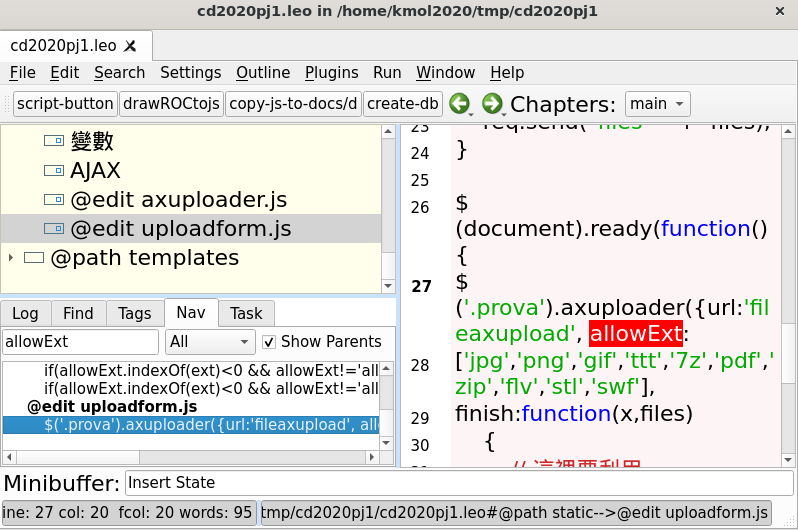 cd2020pj1.leo in /home/kmol2020/tmp/cd2020pj1
cd2020pj1.leo
File Edit Search Settings Outline Plugins Run Window Help
script-button drawROCtojs copy-js-to-docs/d create-db Chapters: main
變數
AJAX
@edit axuploader.js
@edit uploadform.js
@path templates
Log Find Tags Nav Task
allowExt All Show Parents
if(allowExt.indexOf(ext)<0 && allowExt!='all
if(allowExt.indexOf(ext)<0 && allowExt!='all
@edit uploadform.js
$('.prova').axuploader({url:'fileaxupload', all
23
24 }
25
26 $
(document).ready(function()
{
27 $
('.prova').axuploader({url:'fil
eaxupload', allowExt:
28 ['jpg','png','gif','ttt','7z','pdf','
zip','flv','stl','swf'],
29 finish:function(x,files)
30 {
// 這裡要利用
Minibuffer: Insert State
ine: 27 col: 20 fcol: 20 words: 95 tmp/cd2020pj1/cd2020pj1.leo#@path static-->@edit uploadform.js